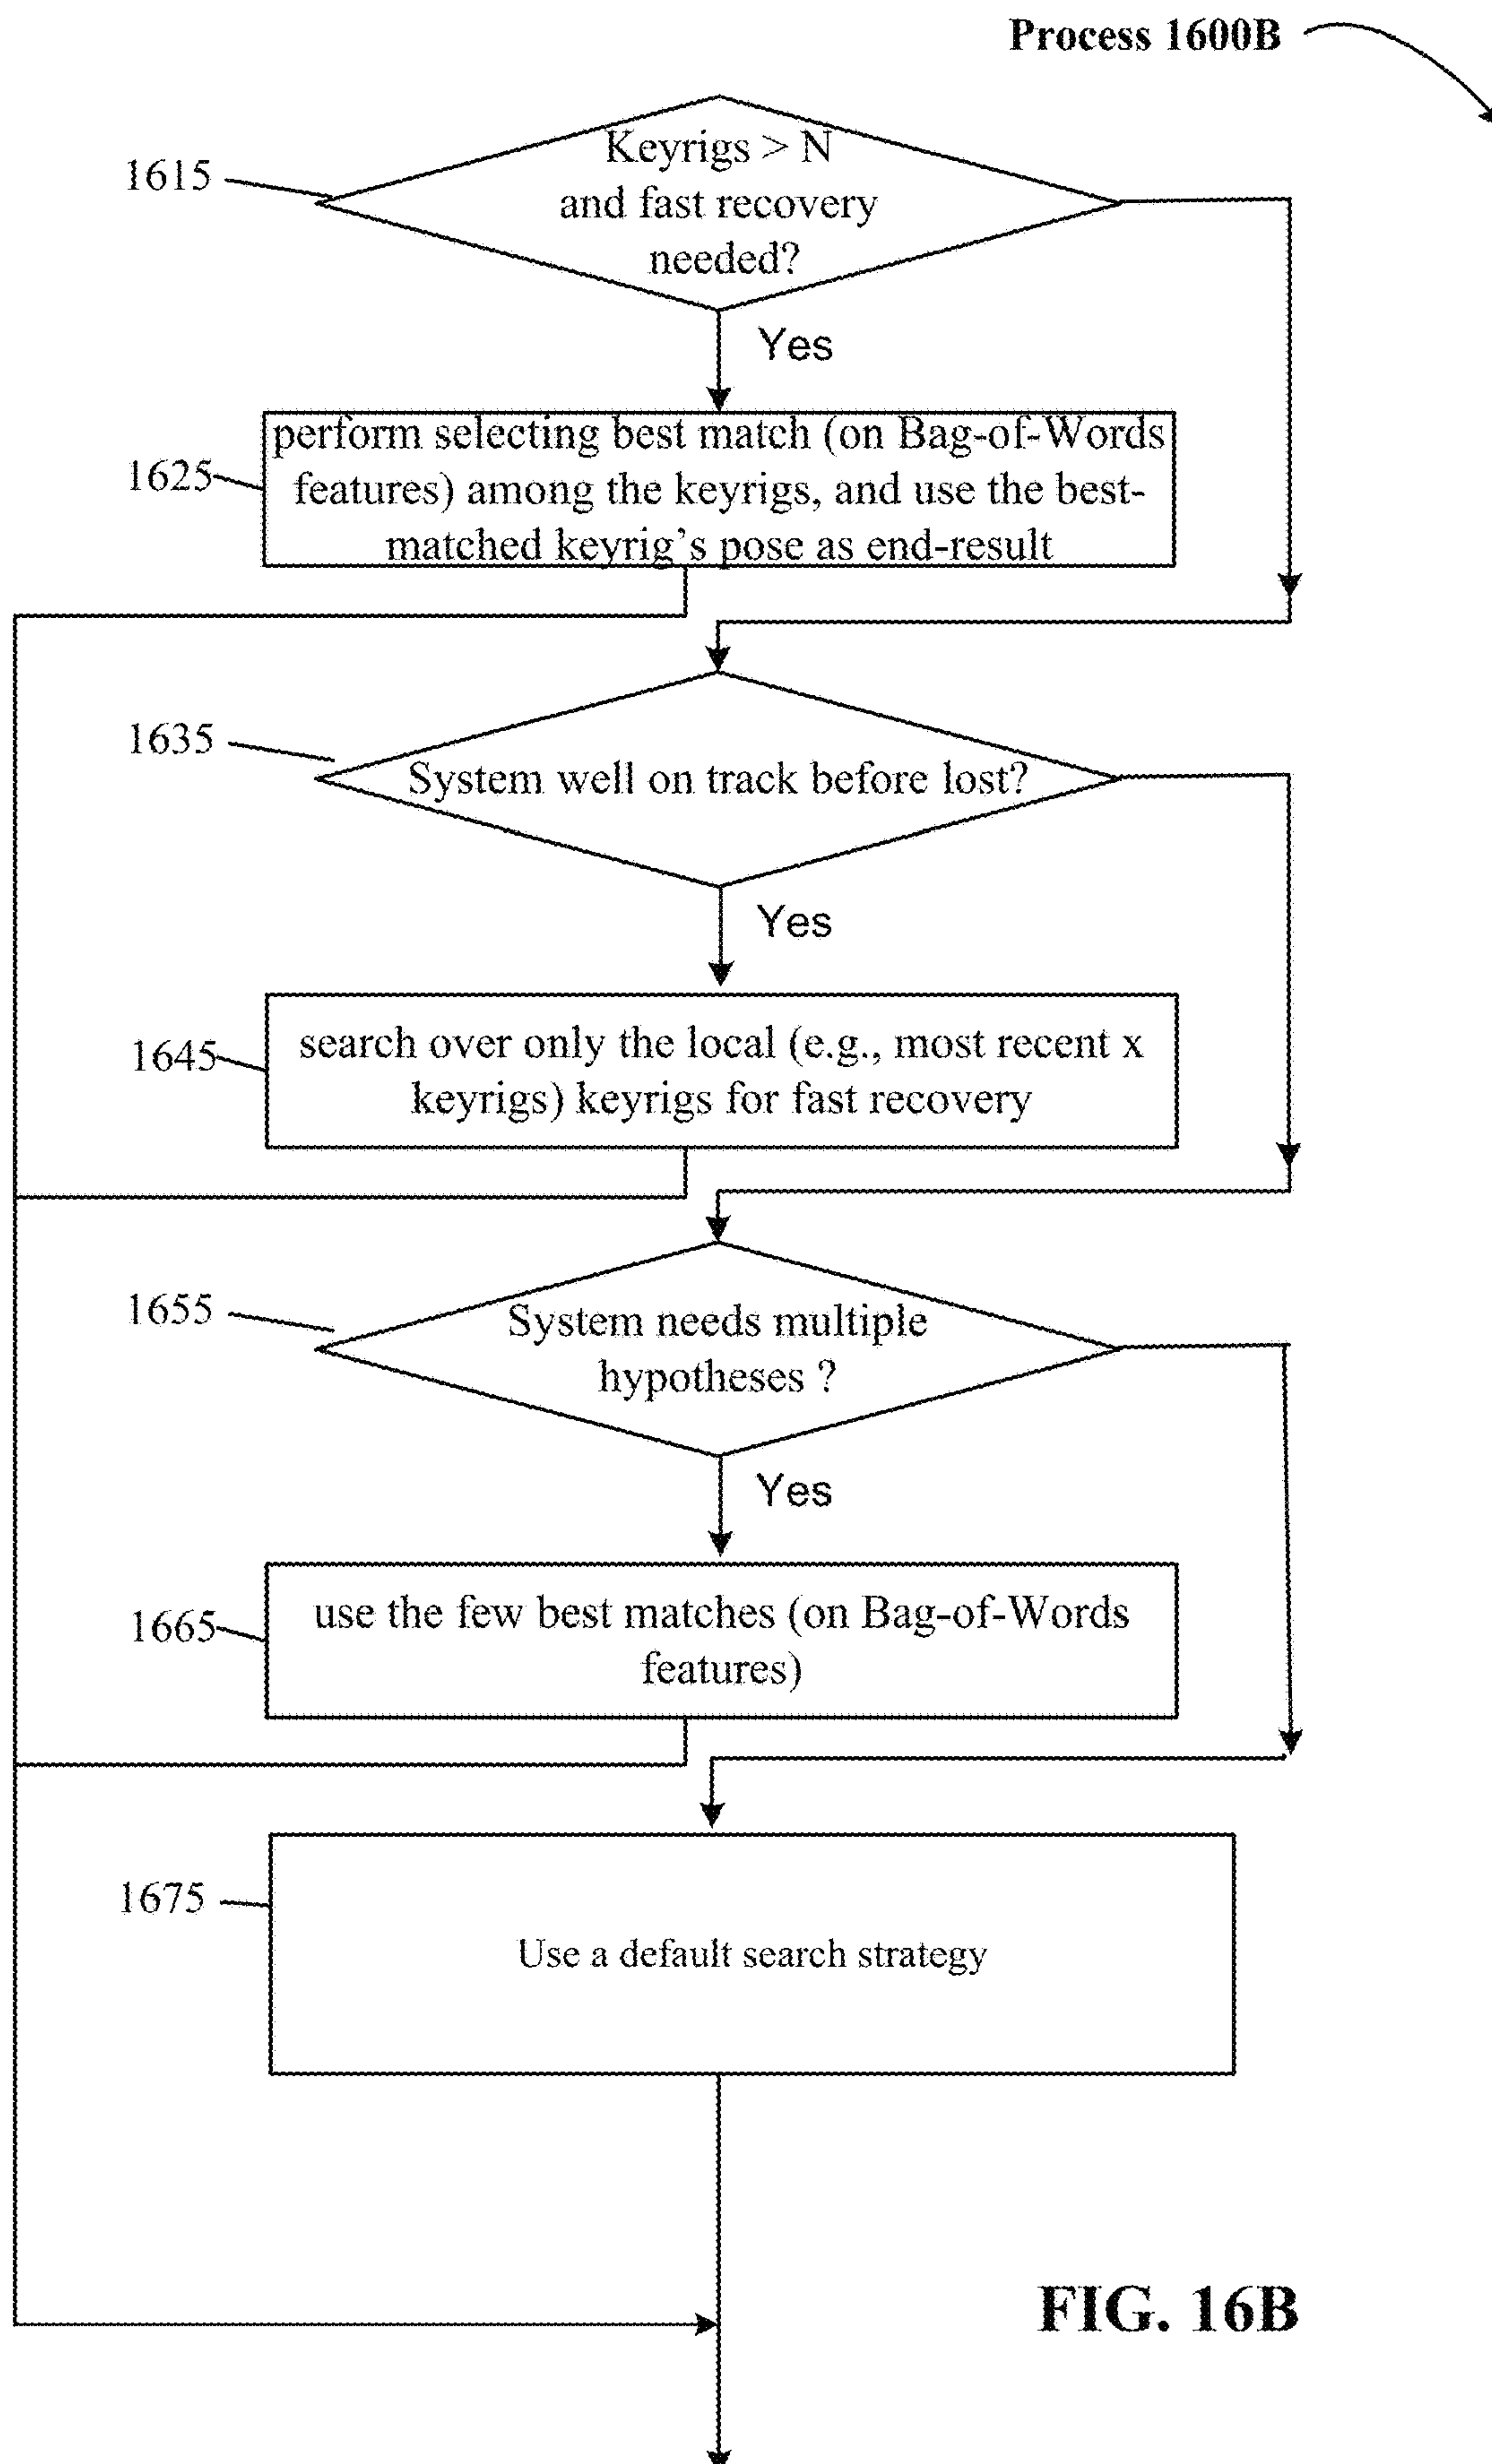 Process 1600B
Keyrigs > N
and fast recovery
needed?
1615
Yes
perform selecting best match (on Bag-of-Words
features) among the keyrigs, and use the best-
matched keyrig's pose as end-result
1625
1635
System well on track before lost?
Yes
1645
search over only the local (e.g., most recent x
keyrigs) keyrigs for fast recovery
1655
System needs multiple
hypotheses ?
Yes
1665
use the few best matches (on Bag-of-Words
features)
1675
Use a default search strategy
FIG. 16B